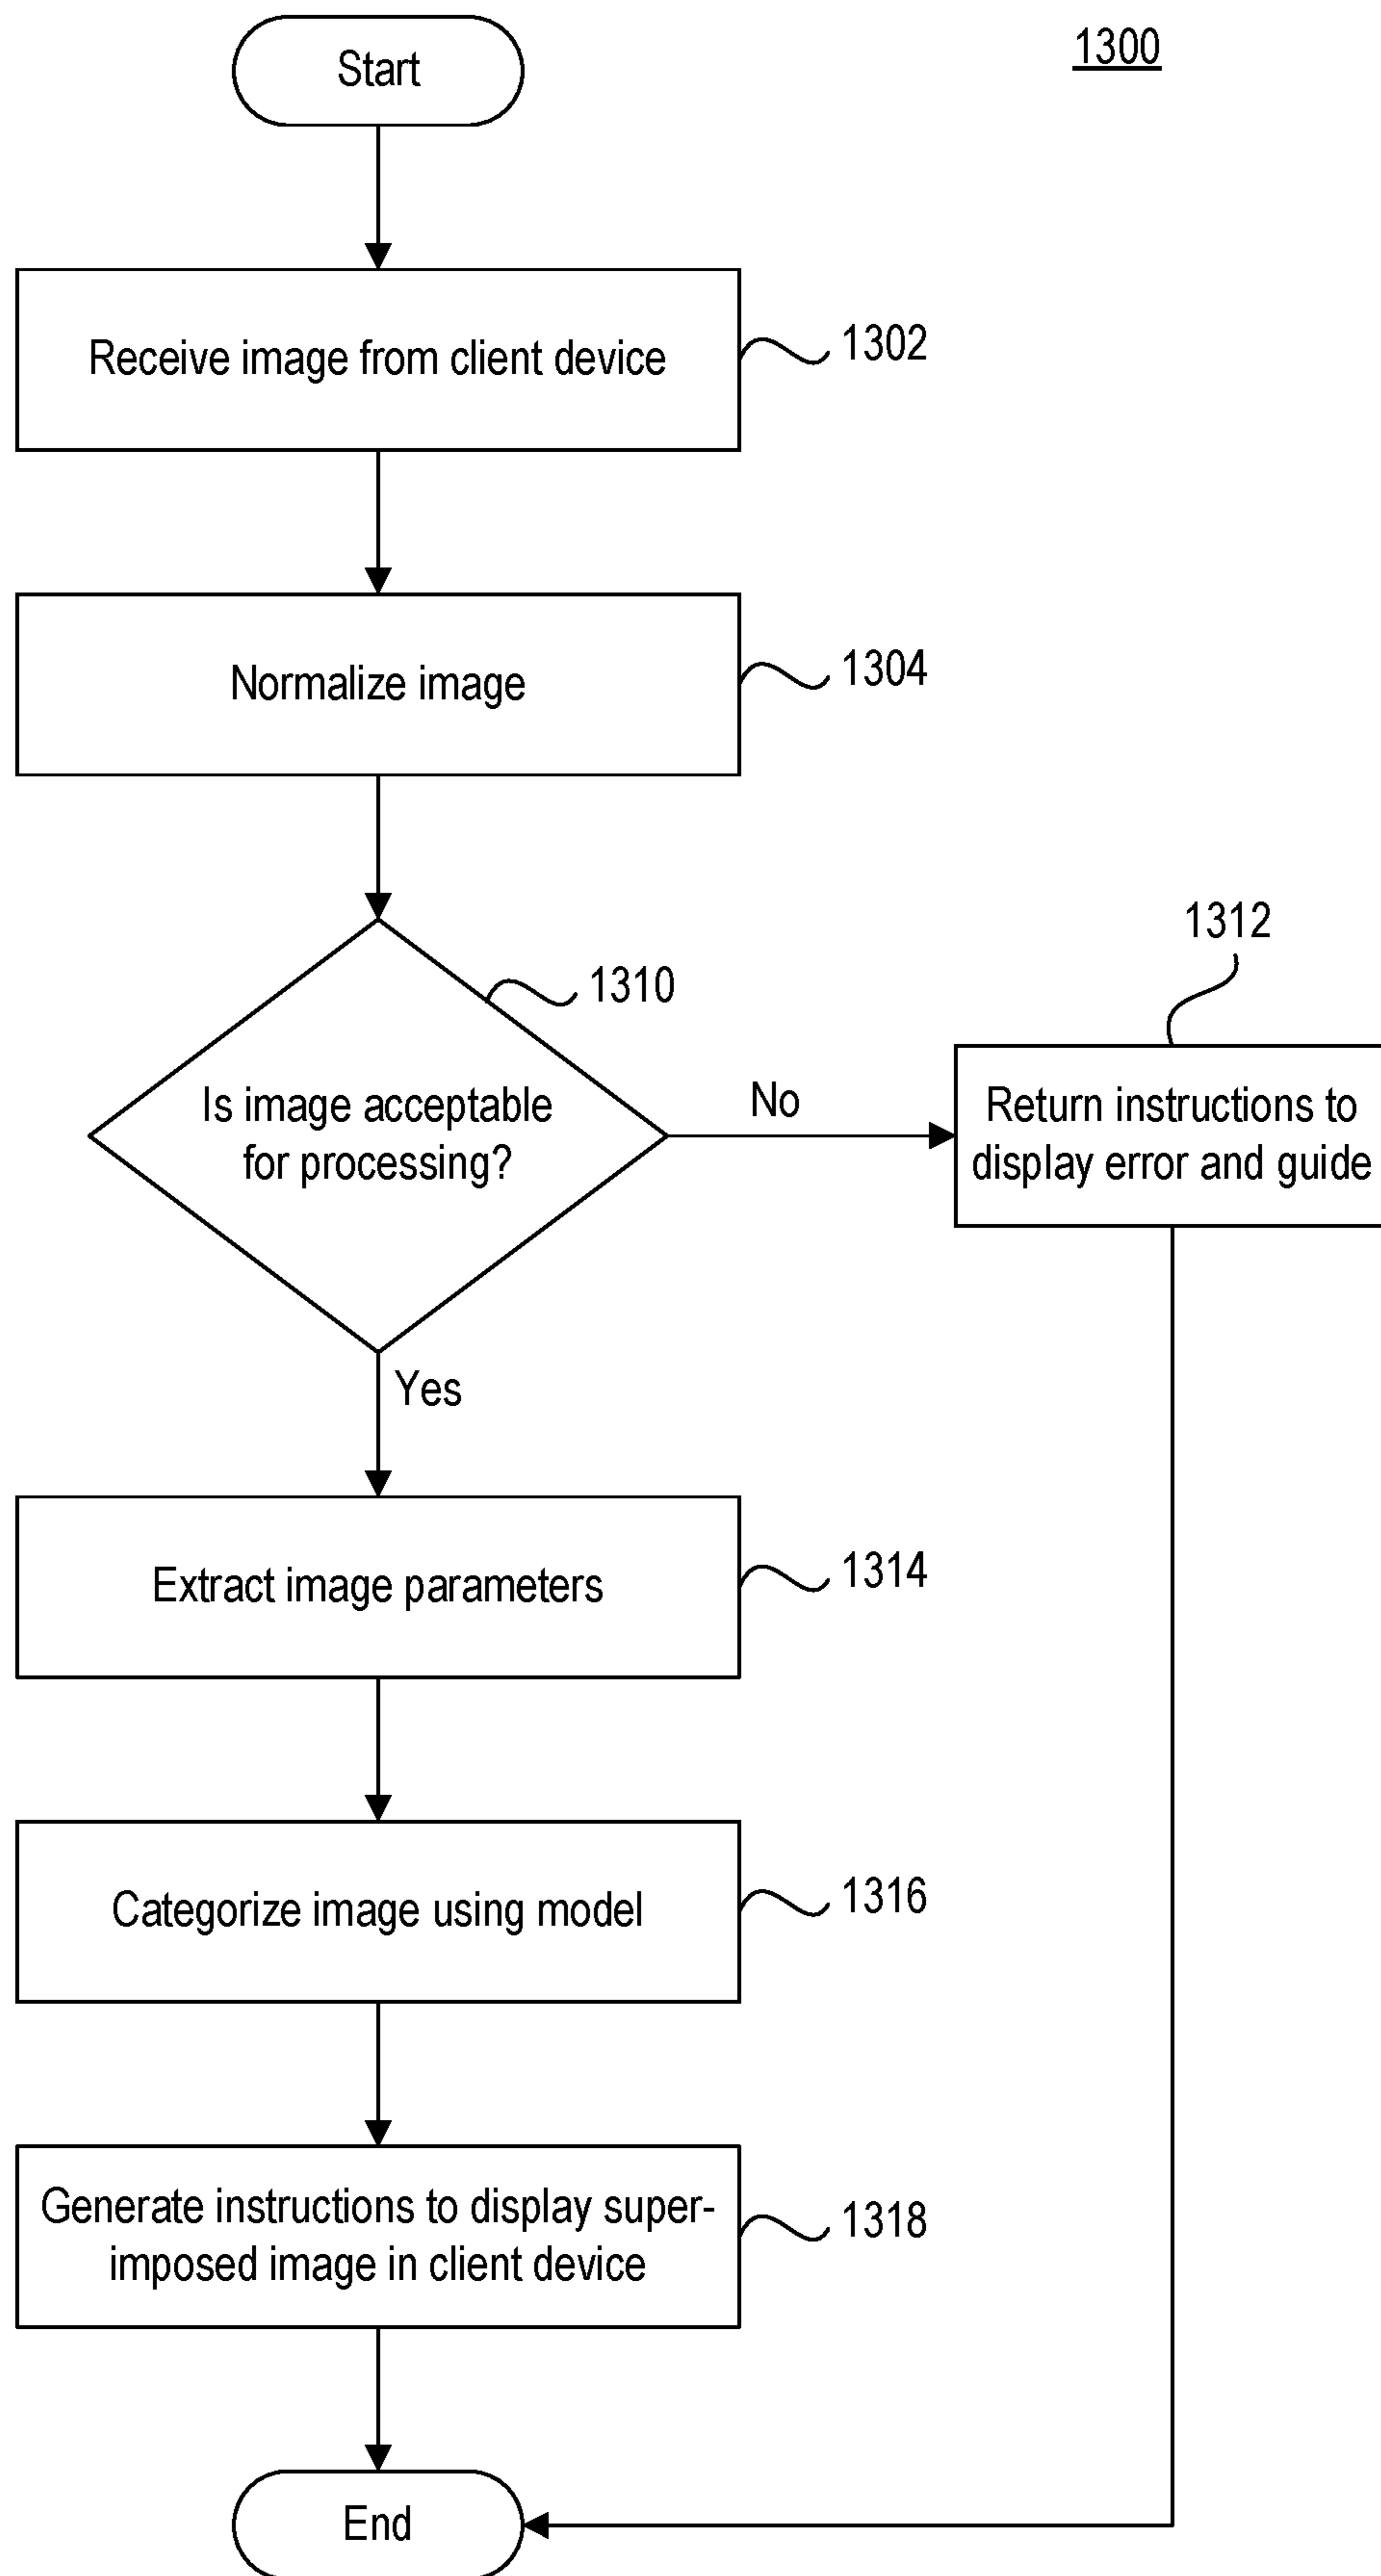 1300
Start
Receive image from client device
1302
Normalize image
1304
1310
Is image acceptable
for processing?
No
1312
Return instructions to
display error and guide
Yes
Extract image parameters
1314
Categorize image using model
1316
Generate instructions to display super-
imposed image in client device
1318
End